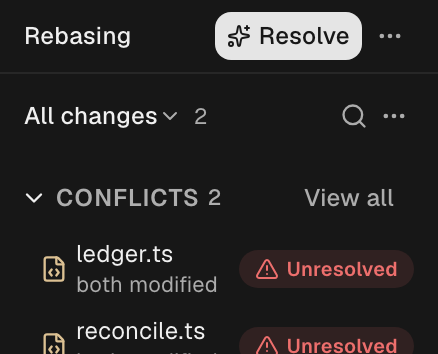 Rebasing
Resolve
All changes 2
CONFLICTS 2 View all
ledger.ts
both modified
Unresolved
reconcile.ts
Unresolved